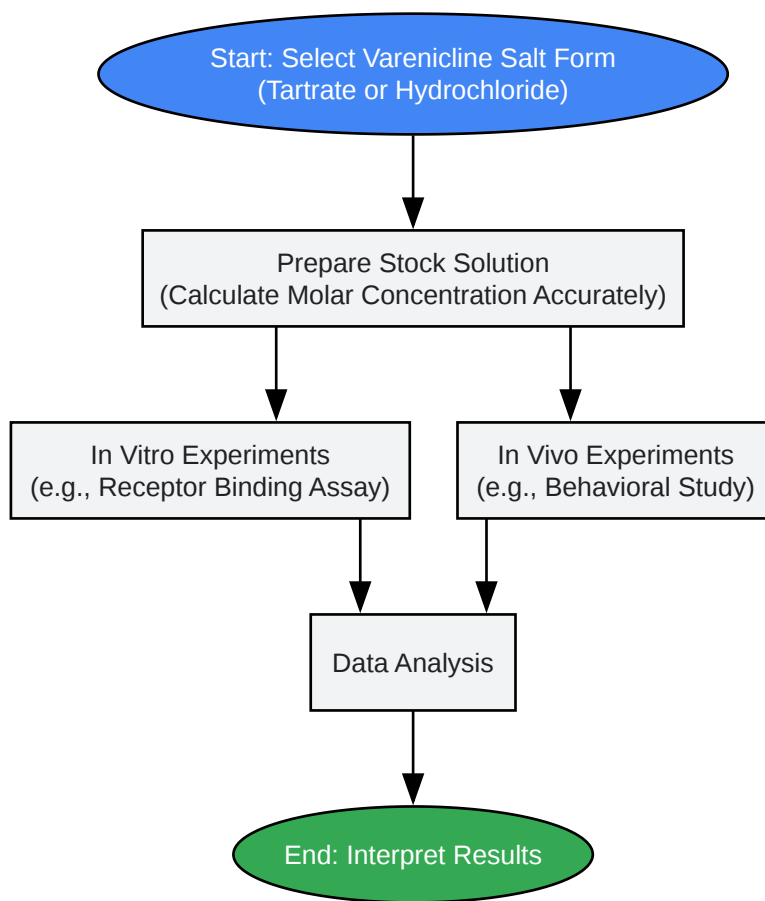 Start: Select Varenicline Salt Form
(Tartrate or Hydrochloride)
Prepare Stock Solution
(Calculate Molar Concentration Accurately)
In Vitro Experiments
(e.g., Receptor Binding Assay)
In Vivo Experiments
(e.g., Behavioral Study)
Data Analysis
End: Interpret Results